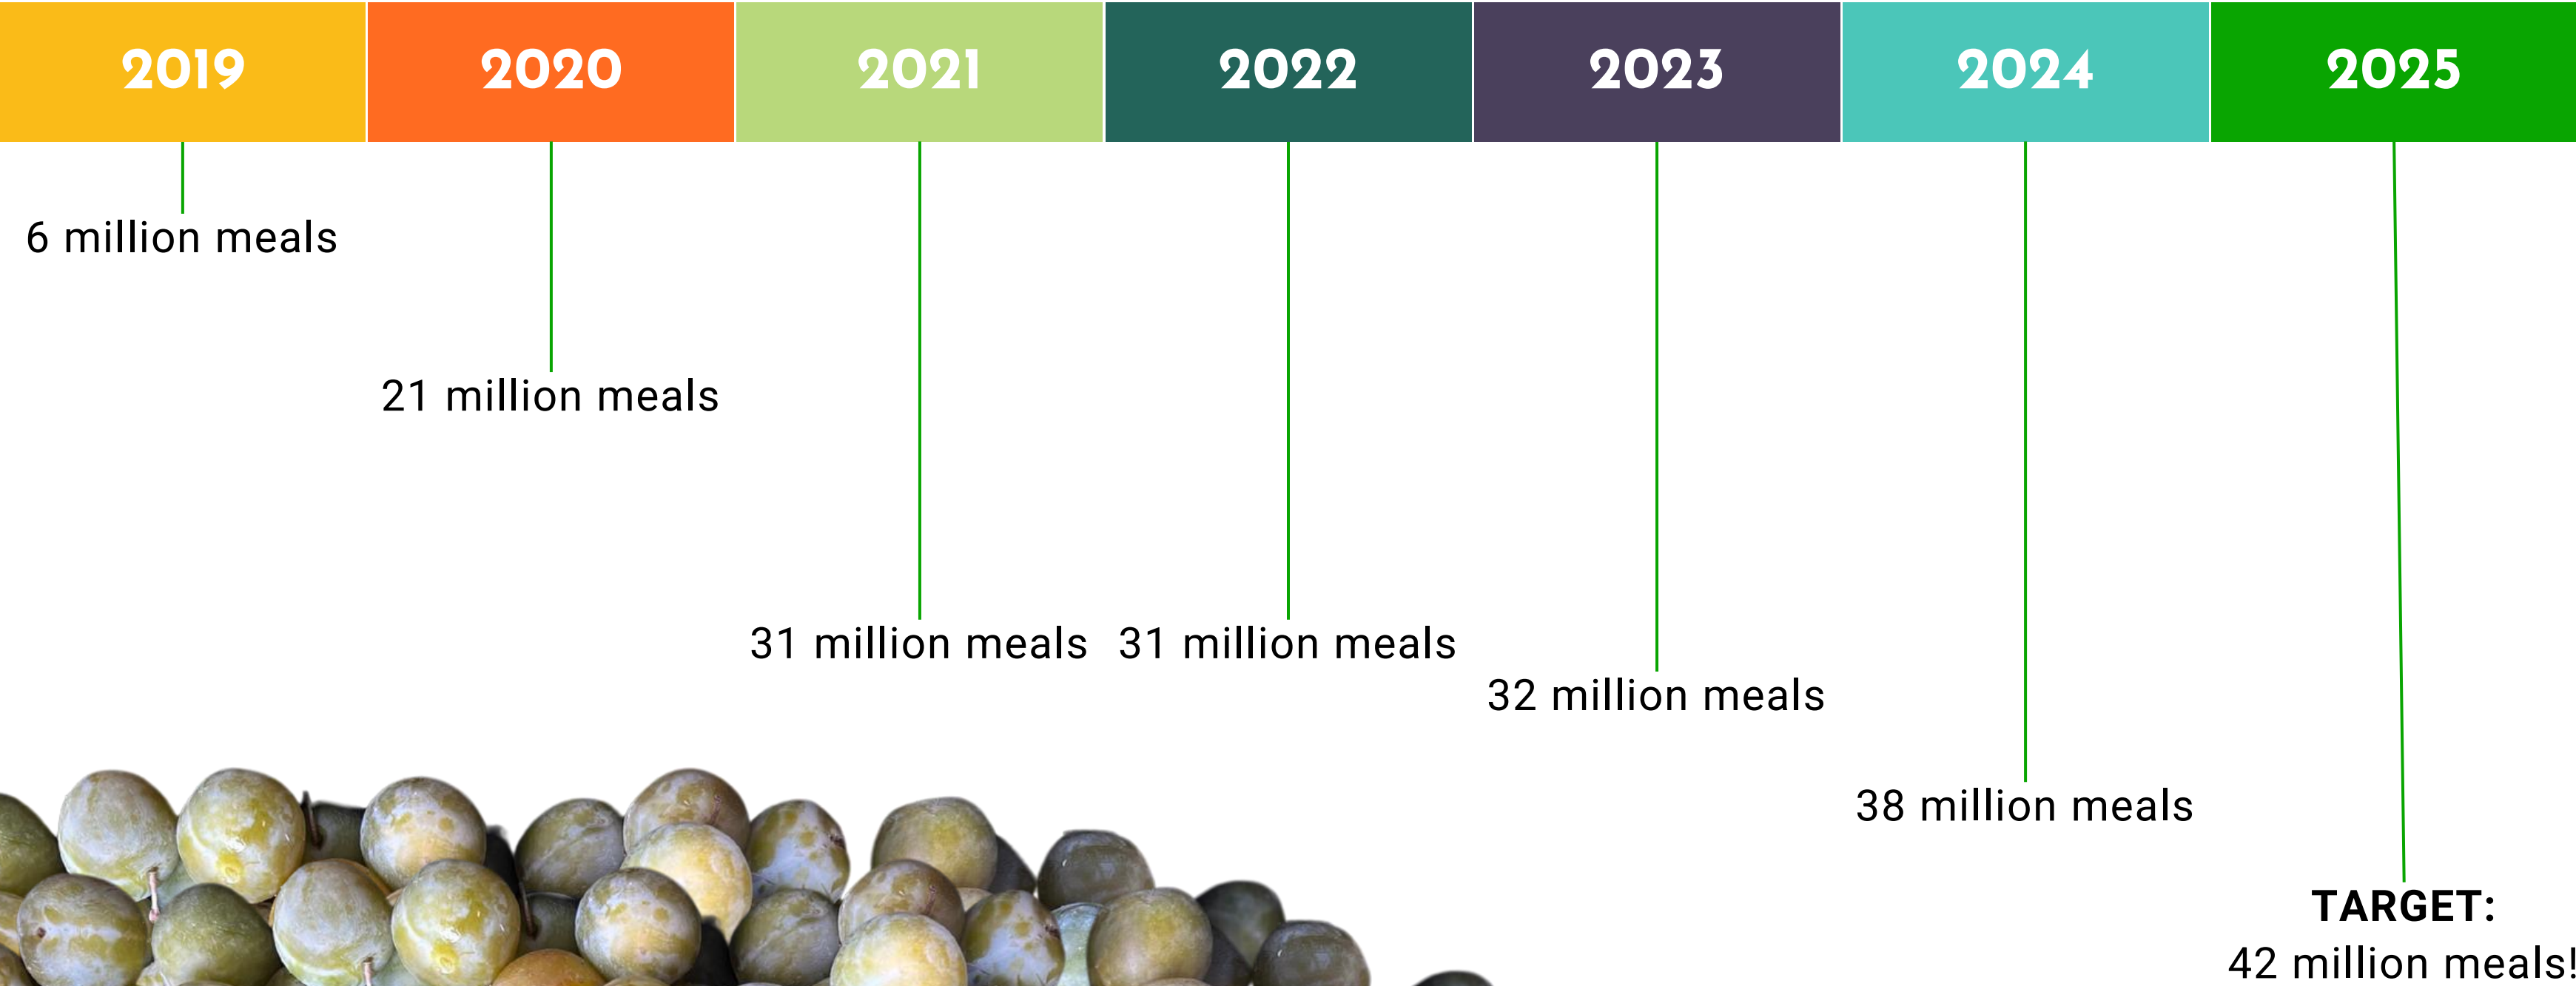 2019
2020
2021
2022
2023
2024
2025
6 million meals
21 million meals
31 million meals
31 million meals
32 million meals
38 million meals
TARGET:
42 million meals!